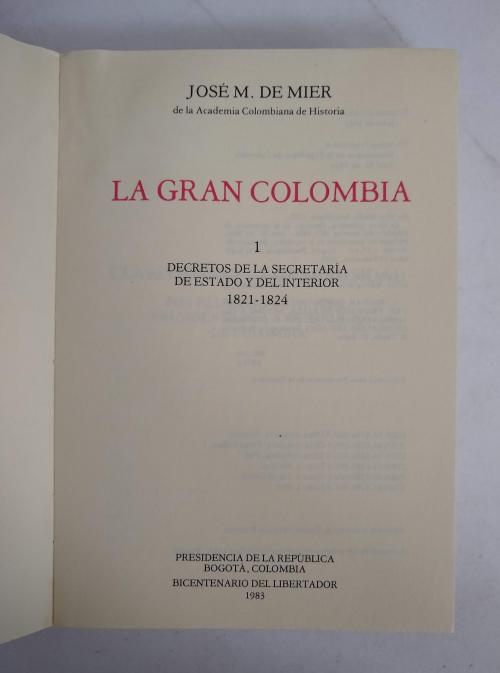 JOSÉ M. DE MIER
de la Academia Colombiana de Historia
LA GRAN COLOMBIA
1
DECRETOS DE LA SECRETARÍA
DE ESTADO Y DEL INTERIOR
1821-1824
PRESIDENCIA DE LA REPÚBLICA
BOGOTÁ, COLOMBIA
BICENTENARIO DEL LIBERTADOR
1983